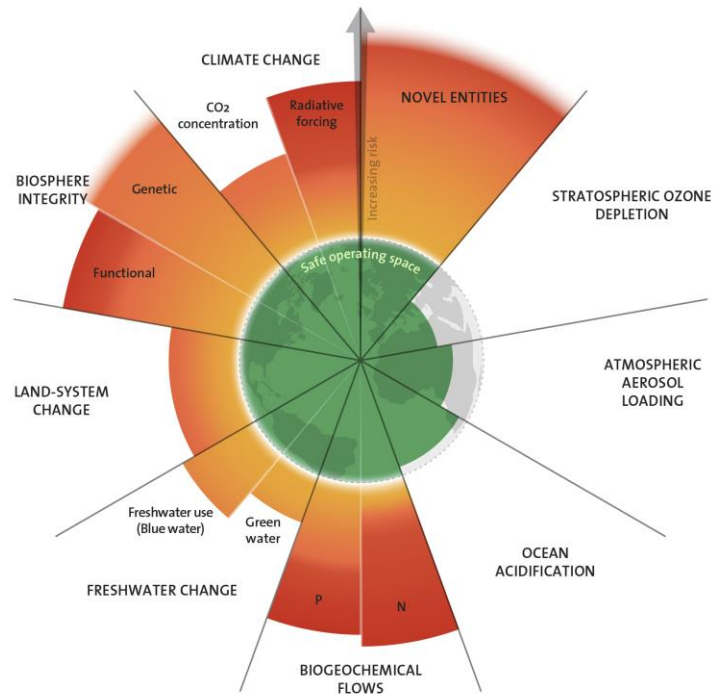 CLIMATE CHANGE
CO2
concentration
Radiative
forcing
Increasing risk
NOVEL ENTITIES
STRATOSPHERIC OZONE
DEPLETION
BIOSPHERE
INTEGRITY
Genetic
Functional
Safe operating space
LAND-SYSTEM
CHANGE
ATMOSPHERIC
AEROSOL
LOADING
Freshwater use
(Blue water)
Green
water
FRESHWATER CHANGE
P
N
OCEAN
ACIDIFICATION
BIOGEOCHEMICAL
FLOWS